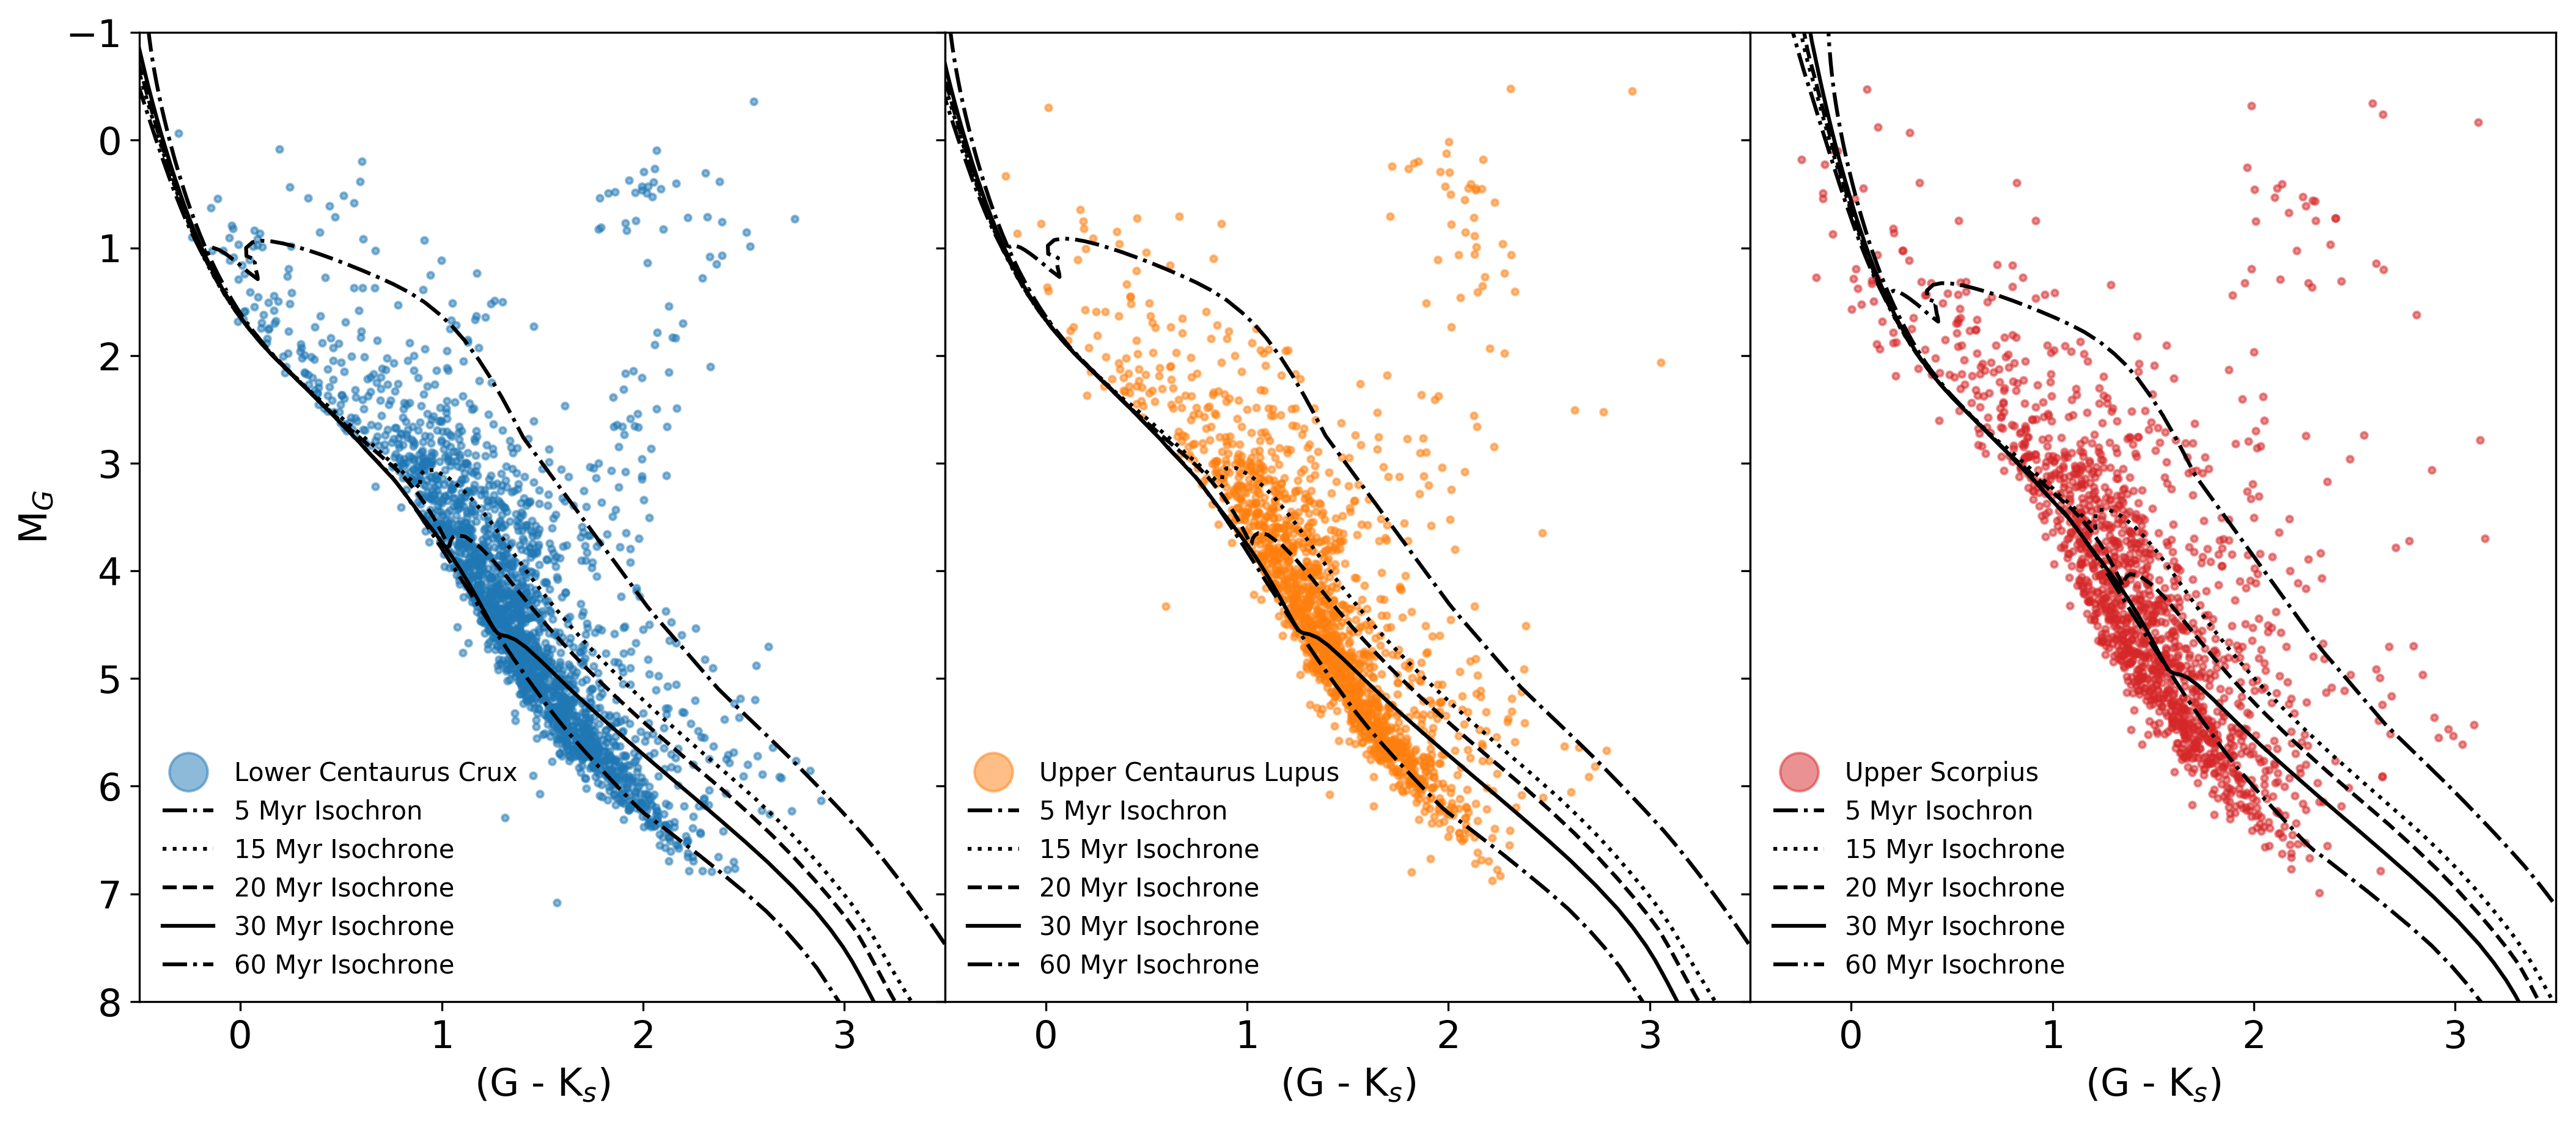 −1
0
1
2
3
4
5
6
7
8
M_G
Lower Centaurus Crux
5 Myr Isochron
15 Myr Isochrone
20 Myr Isochrone
30 Myr Isochrone
60 Myr Isochrone
0 1 2 3
(G - K_s)
Upper Centaurus Lupus
5 Myr Isochron
15 Myr Isochrone
20 Myr Isochrone
30 Myr Isochrone
60 Myr Isochrone
0 1 2 3
(G - K_s)
Upper Scorpius
5 Myr Isochron
15 Myr Isochrone
20 Myr Isochrone
30 Myr Isochrone
60 Myr Isochrone
0 1 2 3
(G - K_s)